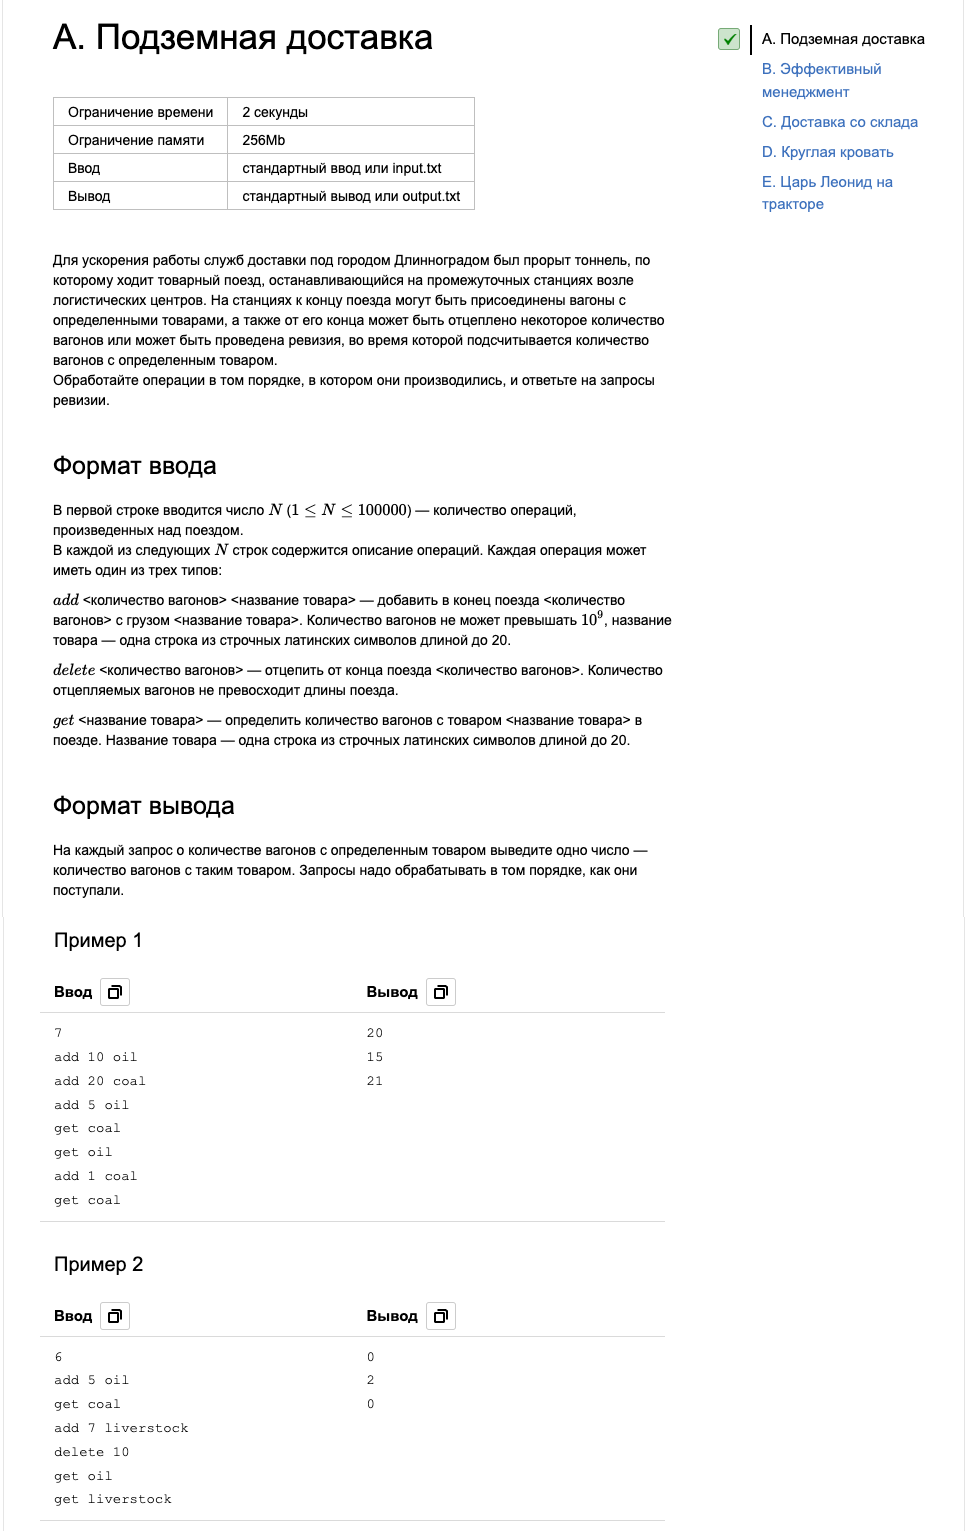 A. Подземная доставка
Ограничение времени 2 секунды
Ограничение памяти 256Mb
Ввод стандартный ввод или input.txt
Вывод стандартный вывод или output.txt
Для ускорения работы служб доставки под городом Длинноградом был прорыт тоннель, по
которому ходит товарный поезд, останавливающийся на промежуточных станциях возле
логистических центров. На станциях к концу поезда могут быть присоединены вагоны с
определенными товарами, а также от его конца может быть отцеплено некоторое количество
вагонов или может быть проведена ревизия, во время которой подсчитывается количество
вагонов с определенным товаром.
Обработайте операции в том порядке, в котором они производились, и ответьте на запросы
ревизии.
Формат ввода
В первой строке вводится число N (1 ≤ N ≤ 100000) — количество операций,
произведенных над поездом.
В каждой из следующих N строк содержится описание операций. Каждая операция может
иметь один из трех типов:
add <количество вагонов> <название товара> — добавить в конец поезда <количество
вагонов> с грузом <название товара>. Количество вагонов не может превышать 10⁹, название
товара — одна строка из строчных латинских символов длиной до 20.
delete <количество вагонов> — отцепить от конца поезда <количество вагонов>. Количество
отцепляемых вагонов не превосходит длины поезда.
get <название товара> — определить количество вагонов с товаром <название товара> в
поезде. Название товара — одна строка из строчных латинских символов длиной до 20.
Формат вывода
На каждый запрос о количестве вагонов с определенным товаром выведите одно число —
количество вагонов с таким товаром. Запросы надо обрабатывать в том порядке, как они
поступали.
Пример 1
Ввод Вывод
7 20
add 10 oil 15
add 20 coal 21
add 5 oil
get coal
get oil
add 1 coal
get coal
Пример 2
Ввод Вывод
6 0
add 5 oil 2
get coal 0
add 7 liverstock
delete 10
get oil
get liverstock
A. Подземная доставка
B. Эффективный
менеджмент
C. Доставка со склада
D. Круглая кровать
E. Царь Леонид на
тракторе